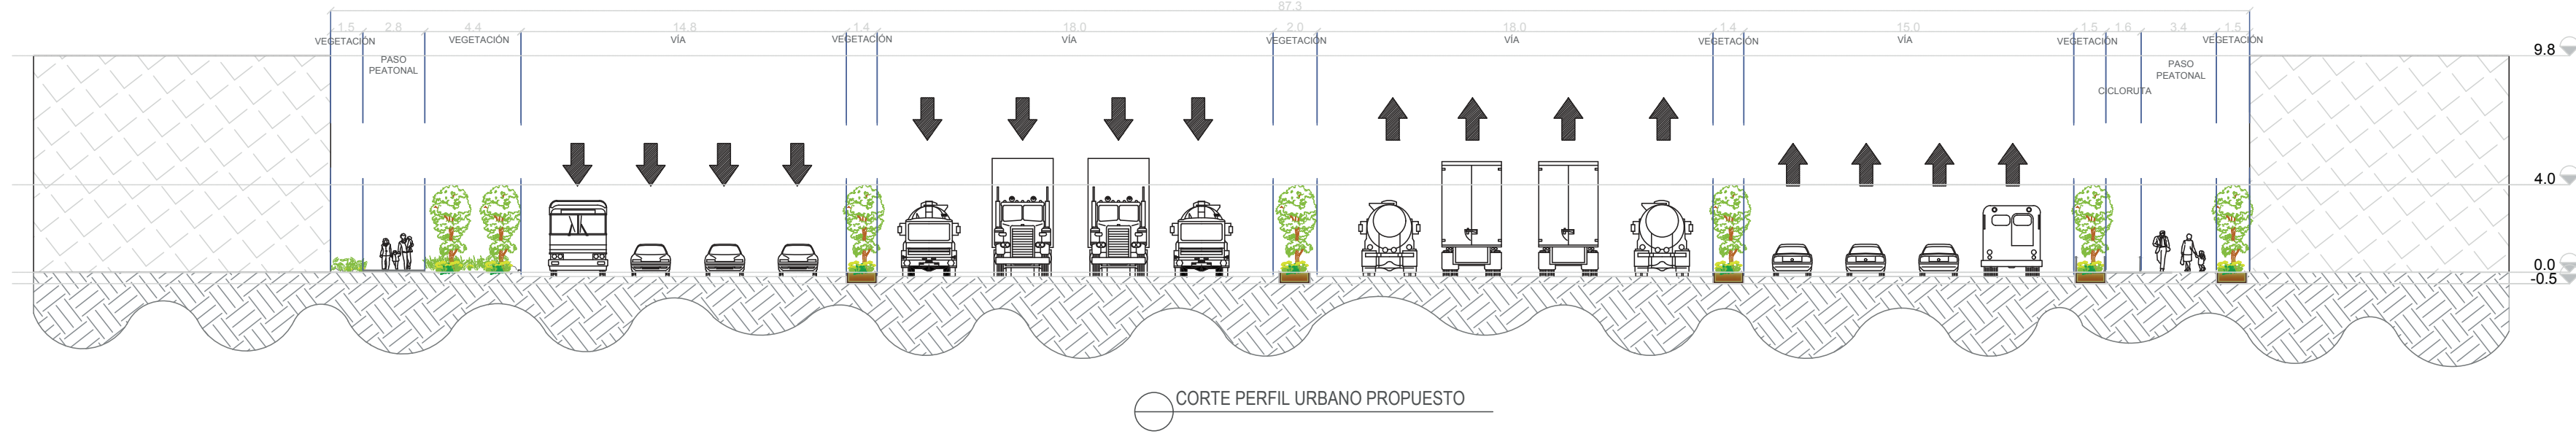 87.3
1.5 2.8 4.4 14.8 1.4 18.0 2.0 18.0 1.4 15.0 1.5 1.6 3.4 1.5
VEGETACIÓN VEGETACIÓN VÍA VEGETACIÓN VÍA VEGETACIÓN VÍA VEGETACIÓN VÍA VEGETACIÓN VEGETACIÓN
9.8
PASO
PEATONAL
PASO
PEATONAL
CICLORUTA
4.0
0.0
-0.5
CORTE PERFIL URBANO PROPUESTO